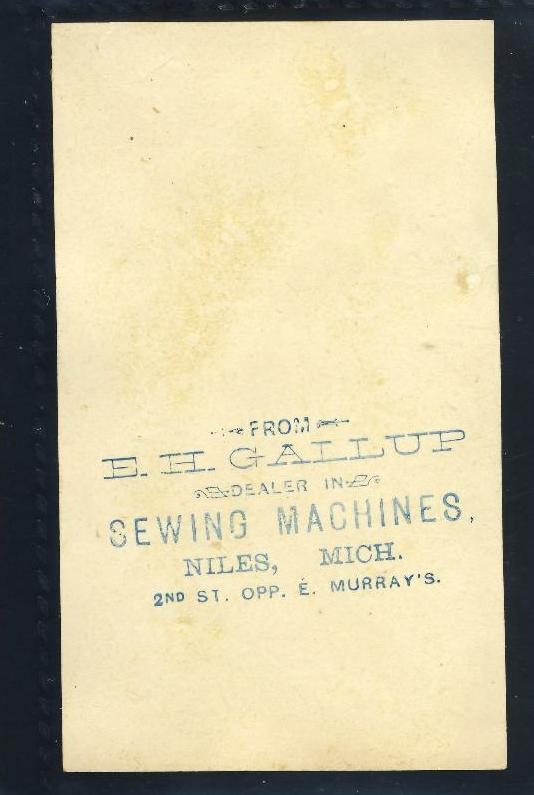 FROM
E. H. GALLUP
DEALER IN
SEWING MACHINES,
NILES, MICH.
2ND ST. OPP. E. MURRAY'S.